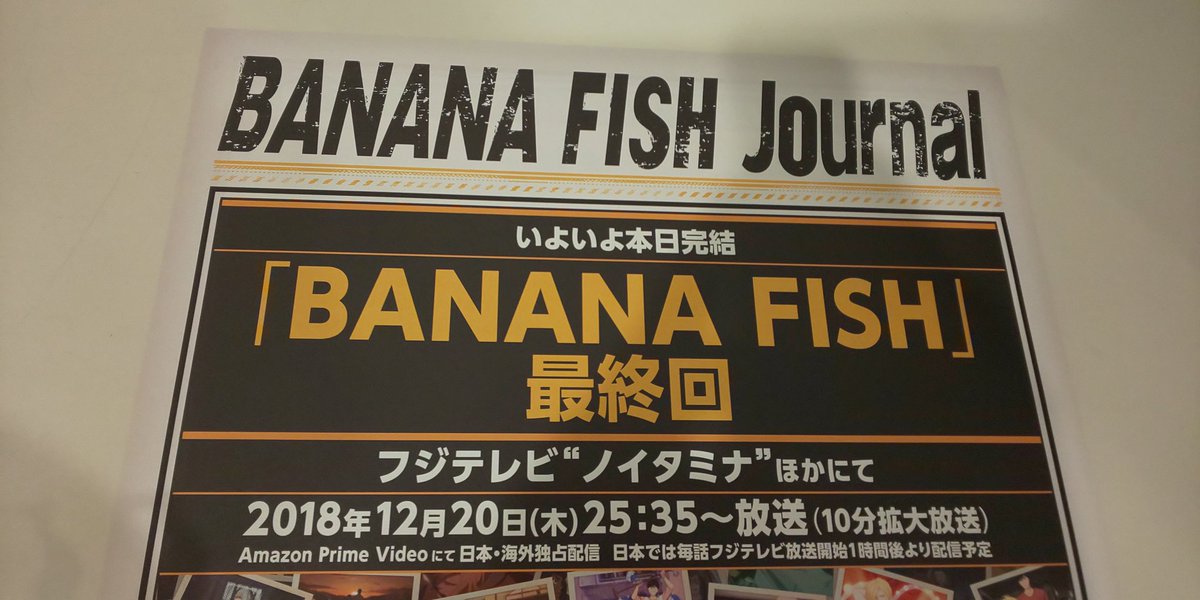 BANANA FISH Journal
いよいよ本日完結
「BANANA FISH」
最終回
フジテレビ“ノイタミナ”ほかにて
2018年12月20日(木)25:35～放送(10分拡大放送)
Amazon Prime Videoにて日本・海外独占配信 日本では毎話フジテレビ放送開始1時間後より配信予定